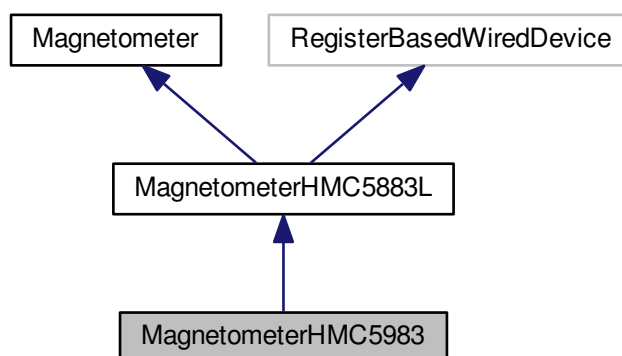 Magnetometer
RegisterBasedWiredDevice
MagnetometerHMC5883L
MagnetometerHMC5983